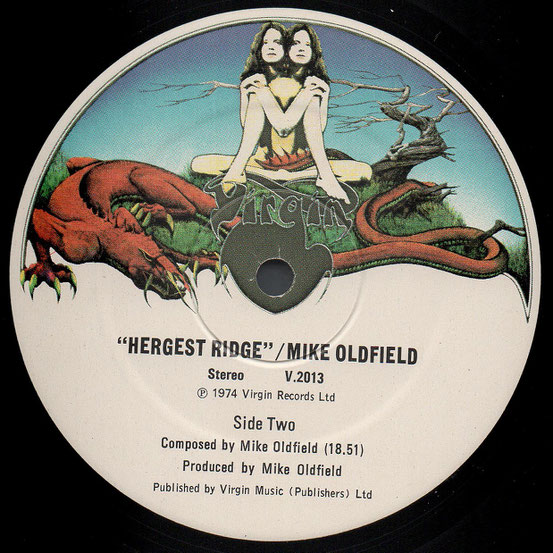 Virgin
"HERGEST RIDGE"/MIKE OLDFIELD
Stereo V.2013
℗ 1974 Virgin Records Ltd
Side Two
Composed by Mike Oldfield (18.51)
Produced by Mike Oldfield
Published by Virgin Music (Publishers) Ltd